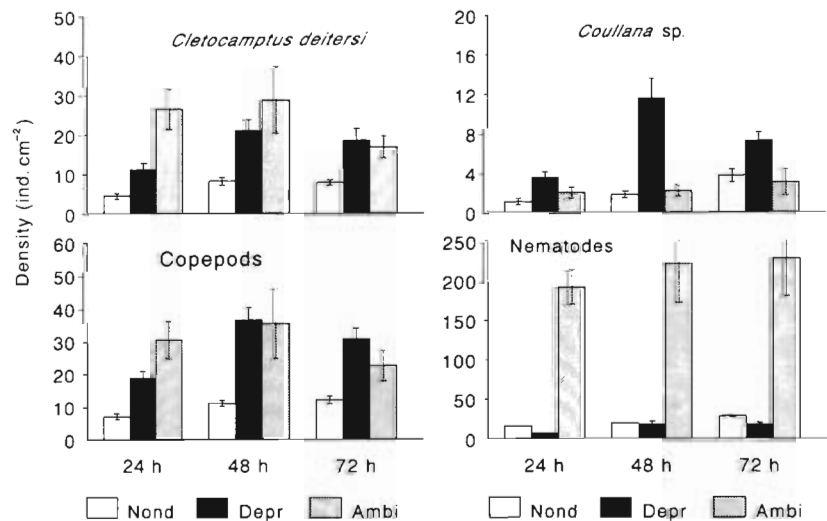 Density (ind. cm⁻²)
Cletocamptus deitersi
50
40
30
20
10
0
Coullana sp.
20
16
12
8
4
0
Copepods
60
50
40
30
20
10
0
24 h 48 h 72 h
Nematodes
250
200
150
100
50
0
24 h 48 h 72 h
Nond Depr Ambi
Nond Depr Ambi